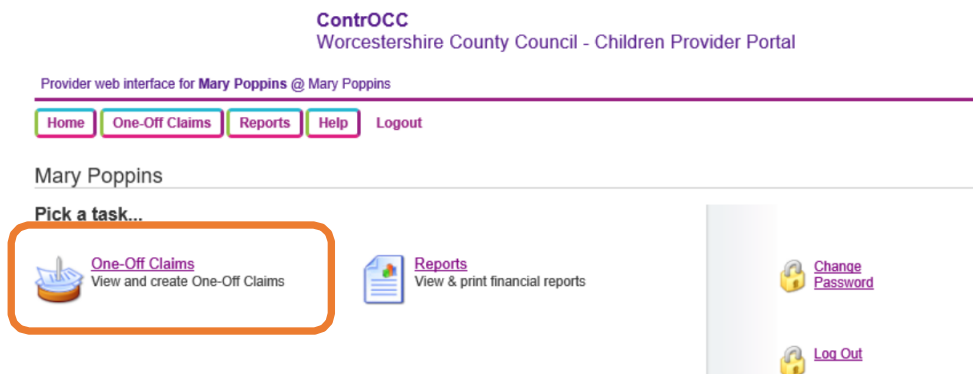 ContrOCC
Worcestershire County Council - Children Provider Portal
Provider web interface for Mary Poppins @ Mary Poppins
Home One-Off Claims Reports Help Logout
Mary Poppins
Pick a task...
One-Off Claims
View and create One-Off Claims
Reports
View & print financial reports
Change
Password
Log Out